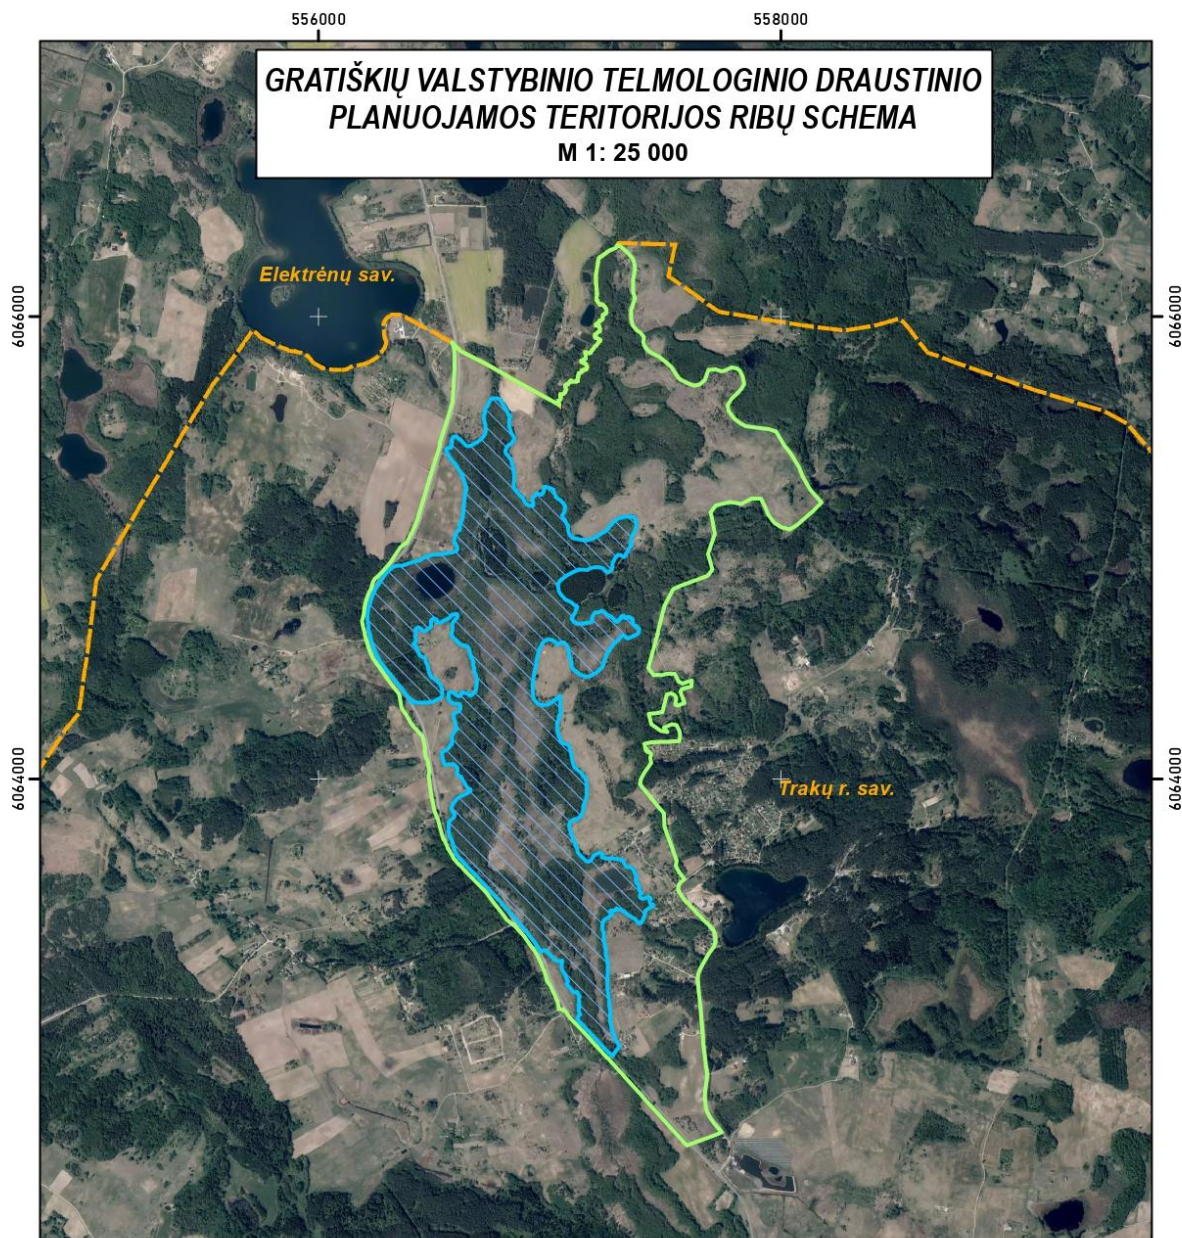 556000
558000
GRATIŠKIŲ VALSTYBINIO TELMOLOGINIO DRAUSTINIO
PLANUOJAMOS TERITORIJOS RIBŲ SCHEMA
M 1: 25 000
Elektrėnų sav.
6066000
6066000
6064000
Trakų r. sav.
6064000